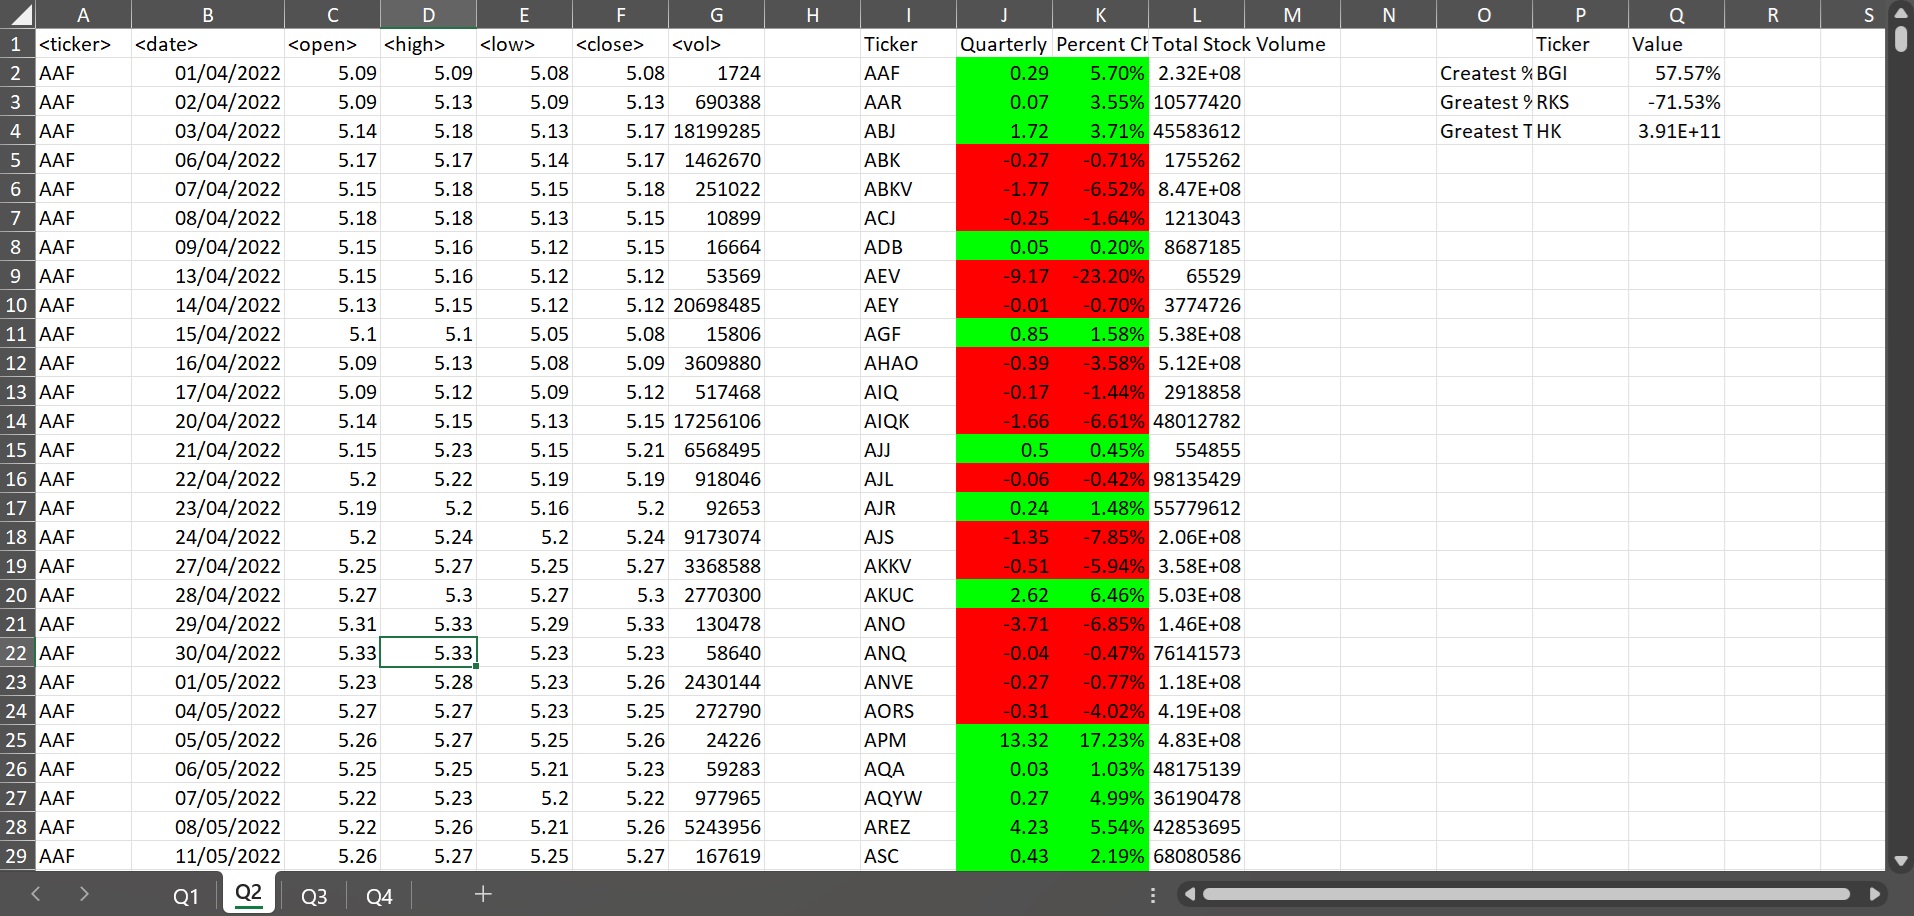 A B C D E F G H I J K L M N O P Q R S
1 <ticker> <date> <open> <high> <low> <close> <vol> Ticker Quarterly Percent Ch Total Stock Volume Ticker Value
2 AAF 01/04/2022 5.09 5.09 5.08 5.08 1724 AAF 0.29 5.70% 2.32E+08 Createst % BGI 57.57%
3 AAF 02/04/2022 5.09 5.13 5.09 5.13 690388 AAR 0.07 3.55% 10577420 Greatest % RKS -71.53%
4 AAF 03/04/2022 5.14 5.18 5.13 5.17 18199285 ABJ 1.72 3.71% 45583612 Greatest T HK 3.91E+11
5 AAF 06/04/2022 5.17 5.17 5.14 5.17 1462670 ABK -0.27 -0.71% 1755262
6 AAF 07/04/2022 5.15 5.18 5.15 5.18 251022 ABKV -1.77 -6.52% 8.47E+08
7 AAF 08/04/2022 5.18 5.18 5.13 5.15 10899 ACJ -0.25 -1.64% 1213043
8 AAF 09/04/2022 5.15 5.16 5.12 5.15 16664 ADB 0.05 0.20% 8687185
9 AAF 13/04/2022 5.15 5.16 5.12 5.12 53569 AEV -9.17 -23.20% 65529
10 AAF 14/04/2022 5.13 5.15 5.12 5.12 20698485 AEY -0.01 -0.70% 3774726
11 AAF 15/04/2022 5.1 5.1 5.05 5.08 15806 AGF 0.85 1.58% 5.38E+08
12 AAF 16/04/2022 5.09 5.13 5.08 5.09 3609880 AHAO -0.39 -3.58% 5.12E+08
13 AAF 17/04/2022 5.09 5.12 5.09 5.12 517468 AIQ -0.17 -1.44% 2918858
14 AAF 20/04/2022 5.14 5.15 5.13 5.15 17256106 AIQK -1.66 -6.61% 48012782
15 AAF 21/04/2022 5.15 5.23 5.15 5.21 6568495 AJJ 0.5 0.45% 554855
16 AAF 22/04/2022 5.2 5.22 5.19 5.19 918046 AJL -0.06 -0.42% 98135429
17 AAF 23/04/2022 5.19 5.2 5.16 5.2 92653 AJR 0.24 1.48% 55779612
18 AAF 24/04/2022 5.2 5.24 5.2 5.24 9173074 AJS -1.35 -7.85% 2.06E+08
19 AAF 27/04/2022 5.25 5.27 5.25 5.27 3368588 AKKV -0.51 -5.94% 3.58E+08
20 AAF 28/04/2022 5.27 5.3 5.27 5.3 2770300 AKUC 2.62 6.46% 5.03E+08
21 AAF 29/04/2022 5.31 5.33 5.29 5.33 130478 ANO -3.71 -6.85% 1.46E+08
22 AAF 30/04/2022 5.33 5.33 5.23 5.23 58640 ANQ -0.04 -0.47% 76141573
23 AAF 01/05/2022 5.23 5.28 5.23 5.26 2430144 ANVE -0.27 -0.77% 1.18E+08
24 AAF 04/05/2022 5.27 5.27 5.23 5.25 272790 AORS -0.31 -4.02% 4.19E+08
25 AAF 05/05/2022 5.26 5.27 5.25 5.26 24226 APM 13.32 17.23% 4.83E+08
26 AAF 06/05/2022 5.25 5.25 5.21 5.23 59283 AQA 0.03 1.03% 48175139
27 AAF 07/05/2022 5.22 5.23 5.2 5.22 977965 AQYW 0.27 4.99% 36190478
28 AAF 08/05/2022 5.22 5.26 5.21 5.26 5243956 AREZ 4.23 5.54% 42853695
29 AAF 11/05/2022 5.26 5.27 5.25 5.27 167619 ASC 0.43 2.19% 68080586
Q1 Q2 Q3 Q4